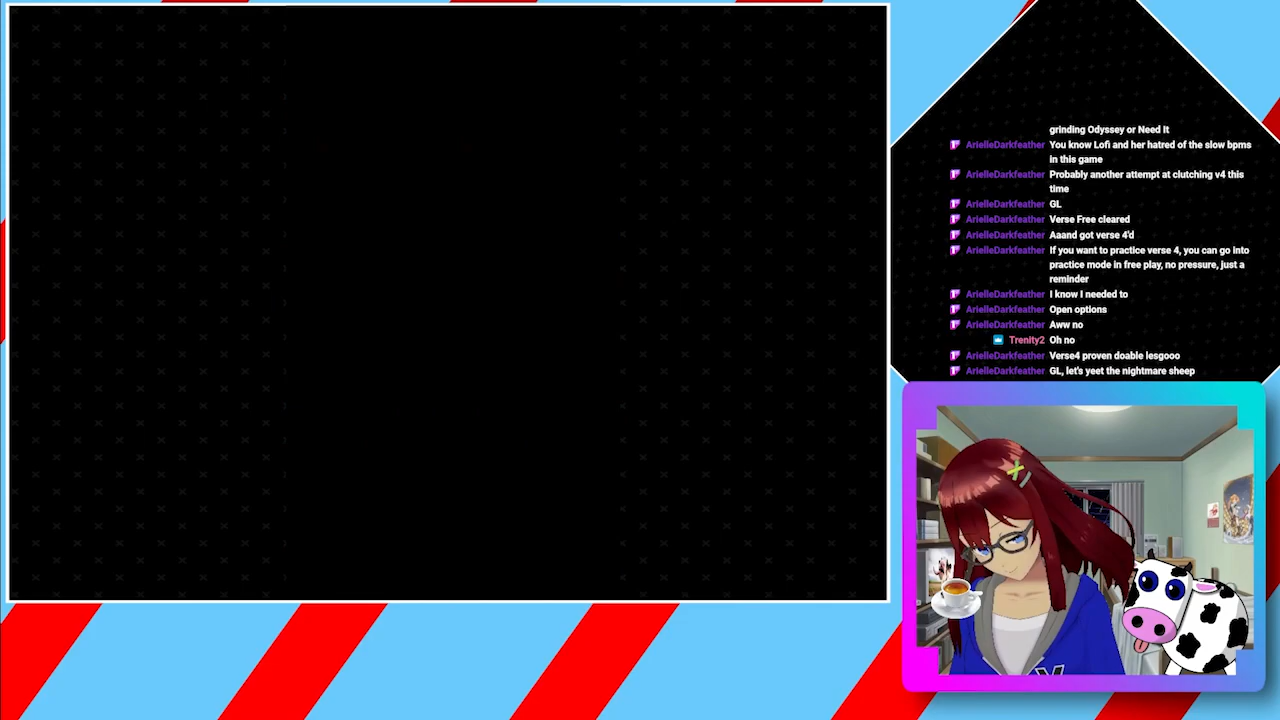 grinding Odyssey or Need It
ArielleDarkfeather You know Lofi and her hatred of the slow bpms
in this game
ArielleDarkfeather Probably another attempt at clutching v4 this
time
ArielleDarkfeather GL
ArielleDarkfeather Verse Free cleared
ArielleDarkfeather Aaand got verse 4'd
ArielleDarkfeather If you want to practice verse 4, you can go into
practice mode in free play, no pressure, just a
reminder
ArielleDarkfeather I know I needed to
ArielleDarkfeather Open options
ArielleDarkfeather Aww no
Trenity2 Oh no
ArielleDarkfeather Verse4 proven doable lesgooo
ArielleDarkfeather GL, let's yeet the nightmare sheep